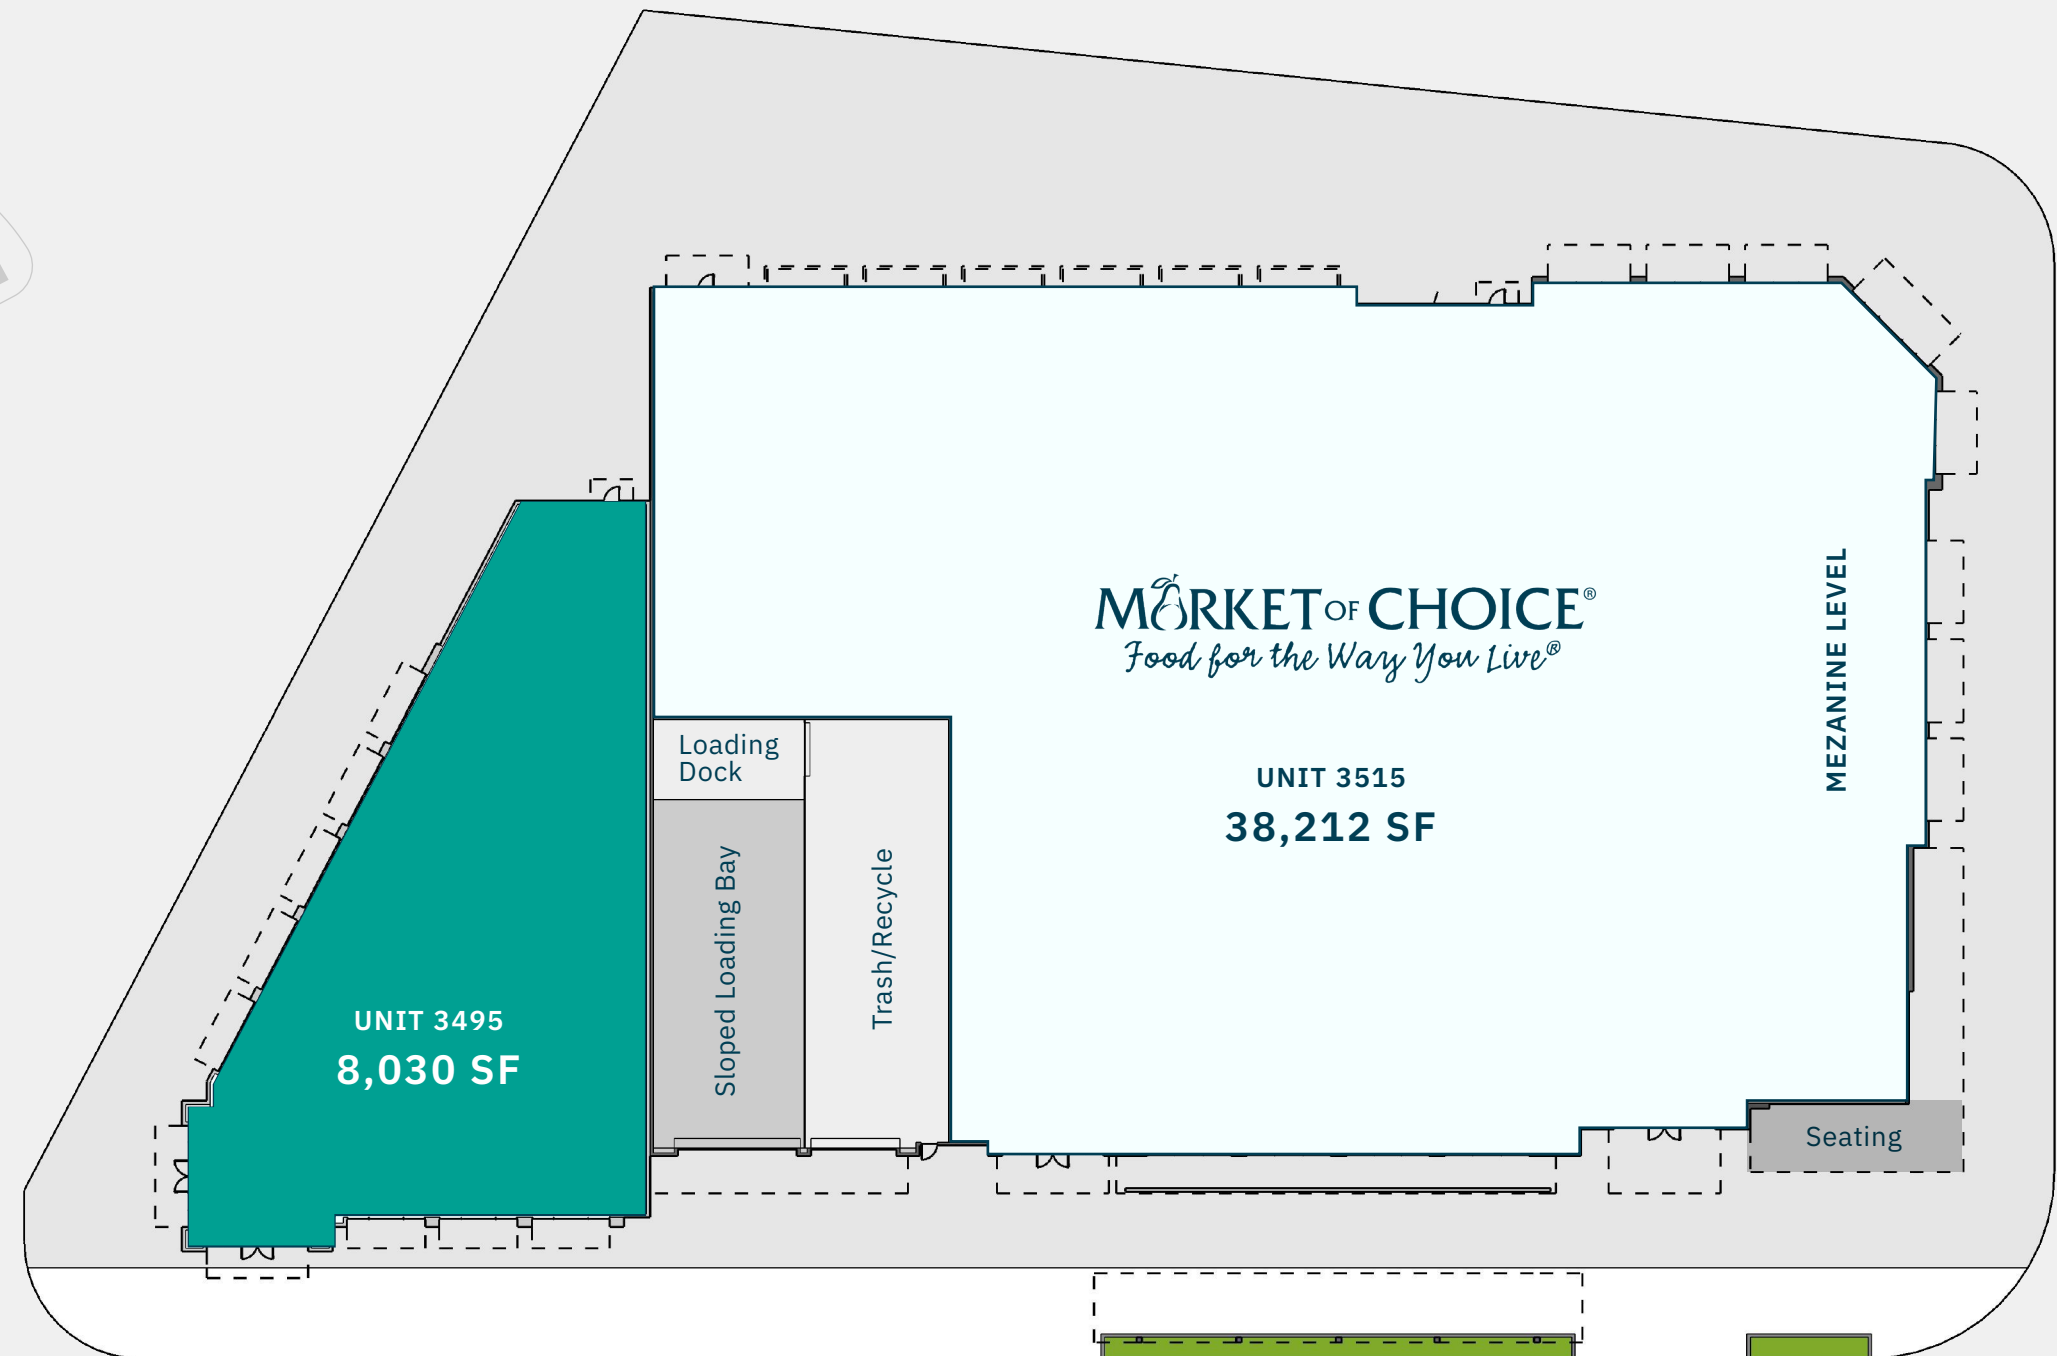 MARKET OF CHOICE®
Food for the Way You Live®
UNIT 3515
38,212 SF
MEZANINE LEVEL
Loading
Dock
Sloped Loading Bay
Trash/Recycle
UNIT 3495
8,030 SF
Seating